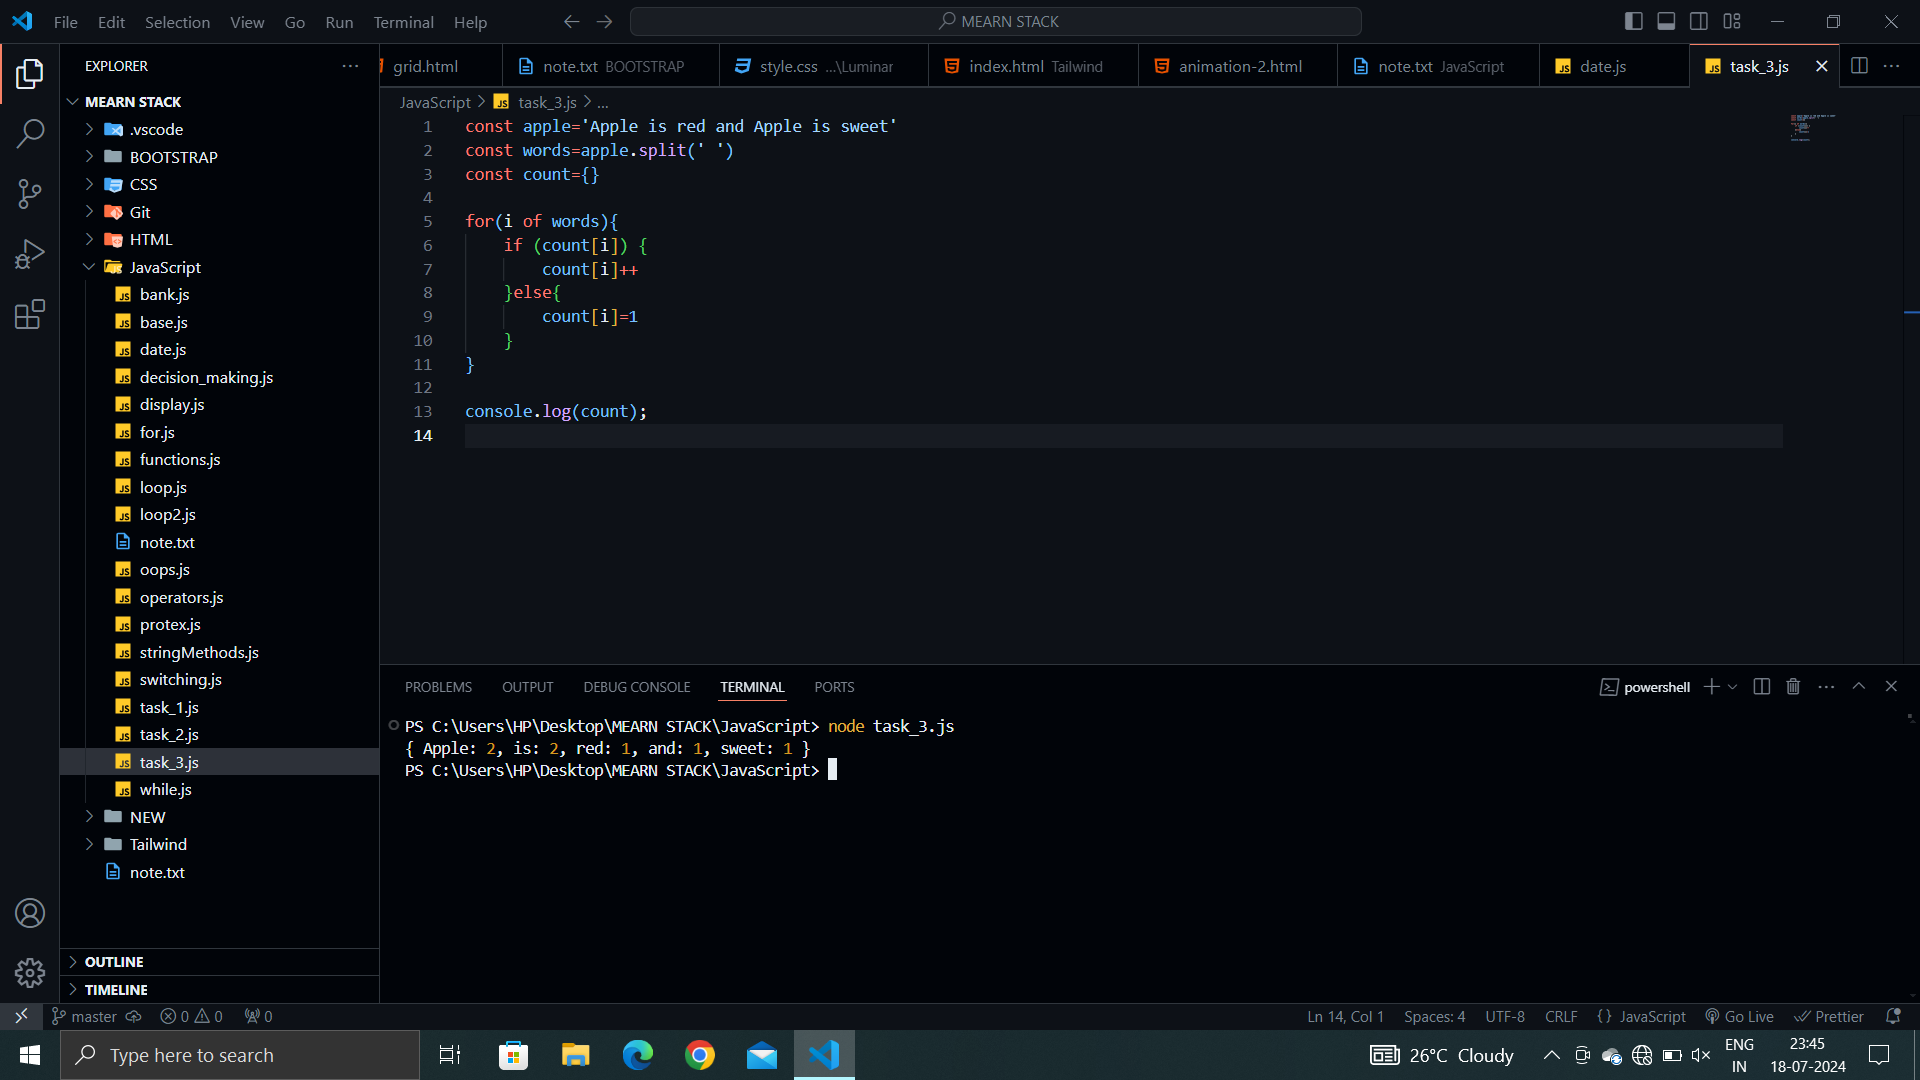 File Edit Selection View Go Run Terminal Help
MEARN STACK
EXPLORER
MEARN STACK
.vscode
BOOTSTRAP
CSS
Git
HTML
JavaScript
bank.js
base.js
date.js
decision_making.js
display.js
for.js
functions.js
loop.js
loop2.js
note.txt
oops.js
operators.js
protex.js
stringMethods.js
switching.js
task_1.js
task_2.js
task_3.js
while.js
NEW
Tailwind
note.txt
OUTLINE
TIMELINE
grid.html note.txt BOOTSTRAP style.css ...\Luminar index.html Tailwind animation-2.html note.txt JavaScript date.js task_3.js
JavaScript > task_3.js > ...
1 const apple='Apple is red and Apple is sweet'
2 const words=apple.split(' ')
3 const count={}
4
5 for(i of words){
6 if (count[i]) {
7 count[i]++
8 }else{
9 count[i]=1
10 }
11 }
12
13 console.log(count);
14
PROBLEMS OUTPUT DEBUG CONSOLE TERMINAL PORTS
powershell
PS C:\Users\HP\Desktop\MEARN STACK\JavaScript> node task_3.js
{ Apple: 2, is: 2, red: 1, and: 1, sweet: 1 }
PS C:\Users\HP\Desktop\MEARN STACK\JavaScript>
master 0 0 0
Ln 14, Col 1 Spaces: 4 UTF-8 CRLF {} JavaScript Go Live Prettier
Type here to search
26°C Cloudy
ENG
IN
23:45
18-07-2024